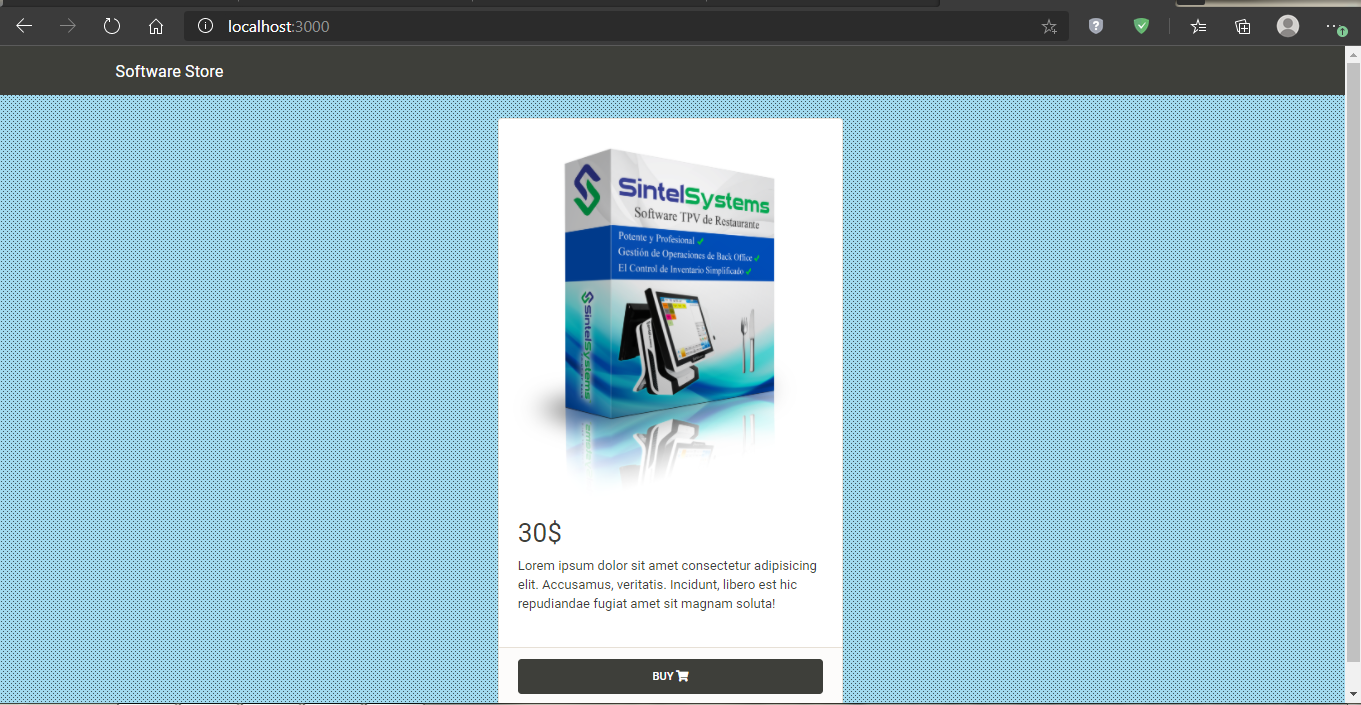 localhost:3000
Software Store
SintelSystems
Software TPV de Restaurante
Potente y Profesional ✓
Gestión de Operaciones de Back Office ✓
El Control de Inventario Simplificado ✓
SintelSystems
30$
Lorem ipsum dolor sit amet consectetur adipisicing
elit. Accusamus, veritatis. Incidunt, libero est hic
repudiandae fugiat amet sit magnam soluta!
BUY